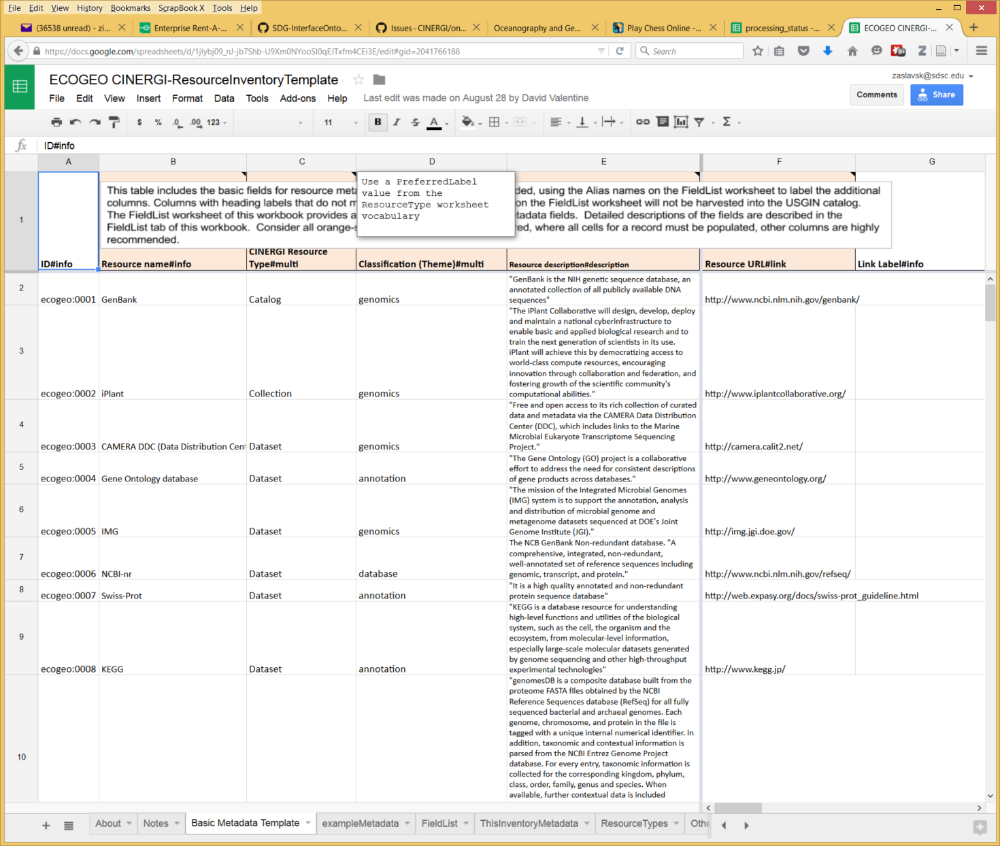 File Edit View History Bookmarks ScrapBook X Tools Help
(36538 unread) - zi...
Enterprise Rent-A-...
SDG-InterfaceOnto...
Issues · CINERGI/on...
Oceanography and Ge...
Play Chess Online -...
processing_status -...
ECOGEO CINERGI-...
https://docs.google.com/spreadsheets/d/1jIybj09_nJ-jb7Shb-U9Xm0NYooSI0qEJTxfm4CEi3E/edit#gid=2041766188
Search
ECOGEO CINERGI-ResourceInventoryTemplate
zaslavsk@sdsc.edu
File Edit View Insert Format Data Tools Add-ons Help Last edit was made on August 28 by David Valentine
Comments
Share
$ % .0 .00 123 11 B I S A Σ
fx ID#info
A B C D E F G
1
This table includes the basic fields for resource meta
ded, using the Alias names on the FieldList worksheet to label the additional
columns. Columns with heading labels that do not m
on the FieldList worksheet will not be harvested into the USGIN catalog.
The FieldList worksheet of this workbook provides a
tadata fields. Detailed descriptions of the fields are described in the
FieldList tab of this workbook. Consider all orange-s
red, where all cells for a record must be populated, other columns are highly
recommended.
Use a PreferredLabel
value from the
ResourceType worksheet
vocabulary
ID#info
Resource name#info
CINERGI Resource
Type#multi
Classification (Theme)#multi
Resource description#description
Resource URL#link
Link Label#info
2
ecogeo:0001 GenBank Catalog genomics
"GenBank is the NIH genetic sequence database, an
annotated collection of all publicly available DNA
sequences"
http://www.ncbi.nlm.nih.gov/genbank/
3
ecogeo:0002 iPlant Collection genomics
"The iPlant Collaborative will design, develop, deploy
and maintain a national cyberinfrastructure to
enable basic and applied biological research and to
train the next generation of scientists in its use.
iPlant will achieve this by democratizing access to
world-class compute resources, encouraging
innovation through collaboration and federation, and
fostering growth of the scientific community's
computational abilities."
http://www.iplantcollaborative.org/
4
ecogeo:0003 CAMERA DDC (Data Distribution Cent Dataset genomics
"Free and open access to its rich collection of curated
data and metadata via the CAMERA Data Distribution
Center (DDC), which includes links to the Marine
Microbial Eukaryote Transcriptome Sequencing
Project."
http://camera.calit2.net/
5
ecogeo:0004 Gene Ontology database Dataset annotation
"The Gene Ontology (GO) project is a collaborative
effort to address the need for consistent descriptions
of gene products across databases."
http://www.geneontology.org/
6
ecogeo:0005 IMG Dataset genomics
"The mission of the Integrated Microbial Genomes
(IMG) system is to support the annotation, analysis
and distribution of microbial genome and
metagenome datasets sequenced at DOE's Joint
Genome Institute (JGI)."
http://img.jgi.doe.gov/
7
ecogeo:0006 NCBI-nr Dataset database
The NCB GenBank Non-redundant database. "A
comprehensive, integrated, non-redundant,
well-annotated set of reference sequences including
genomic, transcript, and protein."
http://www.ncbi.nlm.nih.gov/refseq/
8
ecogeo:0007 Swiss-Prot Dataset annotation
"It is a high quality annotated and non-redundant
protein sequence database"
http://web.expasy.org/docs/swiss-prot_guideline.html
9
ecogeo:0008 KEGG Dataset annotation
"KEGG is a database resource for understanding
high-level functions and utilities of the biological
system, such as the cell, the organism and the
ecosystem, from molecular-level information,
especially large-scale molecular datasets generated
by genome sequencing and other high-throughput
experimental technologies"
http://www.kegg.jp/
10
"genomesDB is a composite database built from the
proteome FASTA files obtained by the NCBI
Reference Sequences database (RefSeq) for all fully
sequenced bacterial and archaeal genomes. Each
genome, chromosome, and protein in the file is
tagged with a unique internal numerical identifier. In
addition, taxonomic and contextual information is
parsed from the NCBI Entrez Genome Project
database. For every entry, taxonomic information is
collected for the corresponding kingdom, phylum,
class, order, family, genus and species. When
available, further contextual data is included
About Notes Basic Metadata Template exampleMetadata FieldList ThisInventoryMetadata ResourceTypes Othe